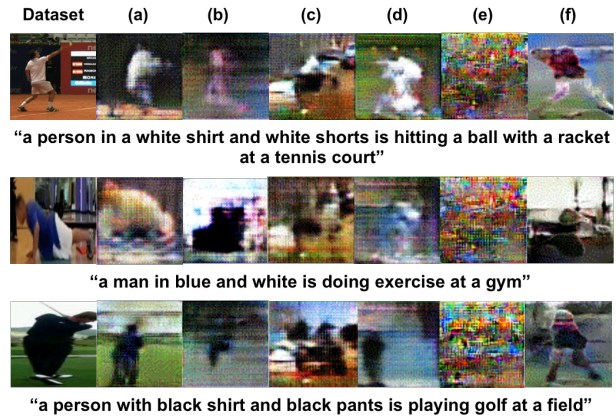 Dataset (a) (b) (c) (d) (e) (f)
“a person in a white shirt and white shorts is hitting a ball with a racket
at a tennis court”
“a man in blue and white is doing exercise at a gym”
“a person with black shirt and black pants is playing golf at a field”